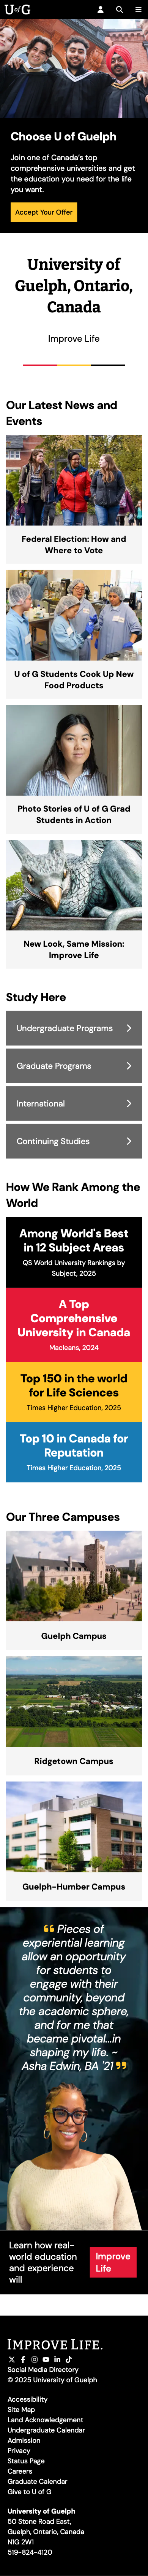 UofG
Choose U of Guelph
Join one of Canada's top
comprehensive universities and get
the education you need for the life
you want.
Accept Your Offer
University of
Guelph, Ontario,
Canada
Improve Life
Our Latest News and
Events
Federal Election: How and
Where to Vote
U of G Students Cook Up New
Food Products
Photo Stories of U of G Grad
Students in Action
New Look, Same Mission:
Improve Life
Study Here
Undergraduate Programs
Graduate Programs
International
Continuing Studies
How We Rank Among the
World
Among World's Best
in 12 Subject Areas
QS World University Rankings by
Subject, 2025
A Top
Comprehensive
University in Canada
Macleans, 2024
Top 150 in the world
for Life Sciences
Times Higher Education, 2025
Top 10 in Canada for
Reputation
Times Higher Education, 2025
Our Three Campuses
Guelph Campus
Ridgetown Campus
Guelph-Humber Campus
Pieces of
experiential learning
allow an opportunity
for students to
engage with their
community, beyond
the academic sphere,
and for me that
became pivotal...in
shaping my life. ~
Asha Edwin, BA '21
Learn how real-
world education
and experience
will
Improve
Life
IMPROVE LIFE.
Social Media Directory
© 2025 University of Guelph
Accessibility
Site Map
Land Acknowledgement
Undergraduate Calendar
Admission
Privacy
Status Page
Careers
Graduate Calendar
Give to U of G
University of Guelph
50 Stone Road East,
Guelph, Ontario, Canada
N1G 2W1
519-824-4120